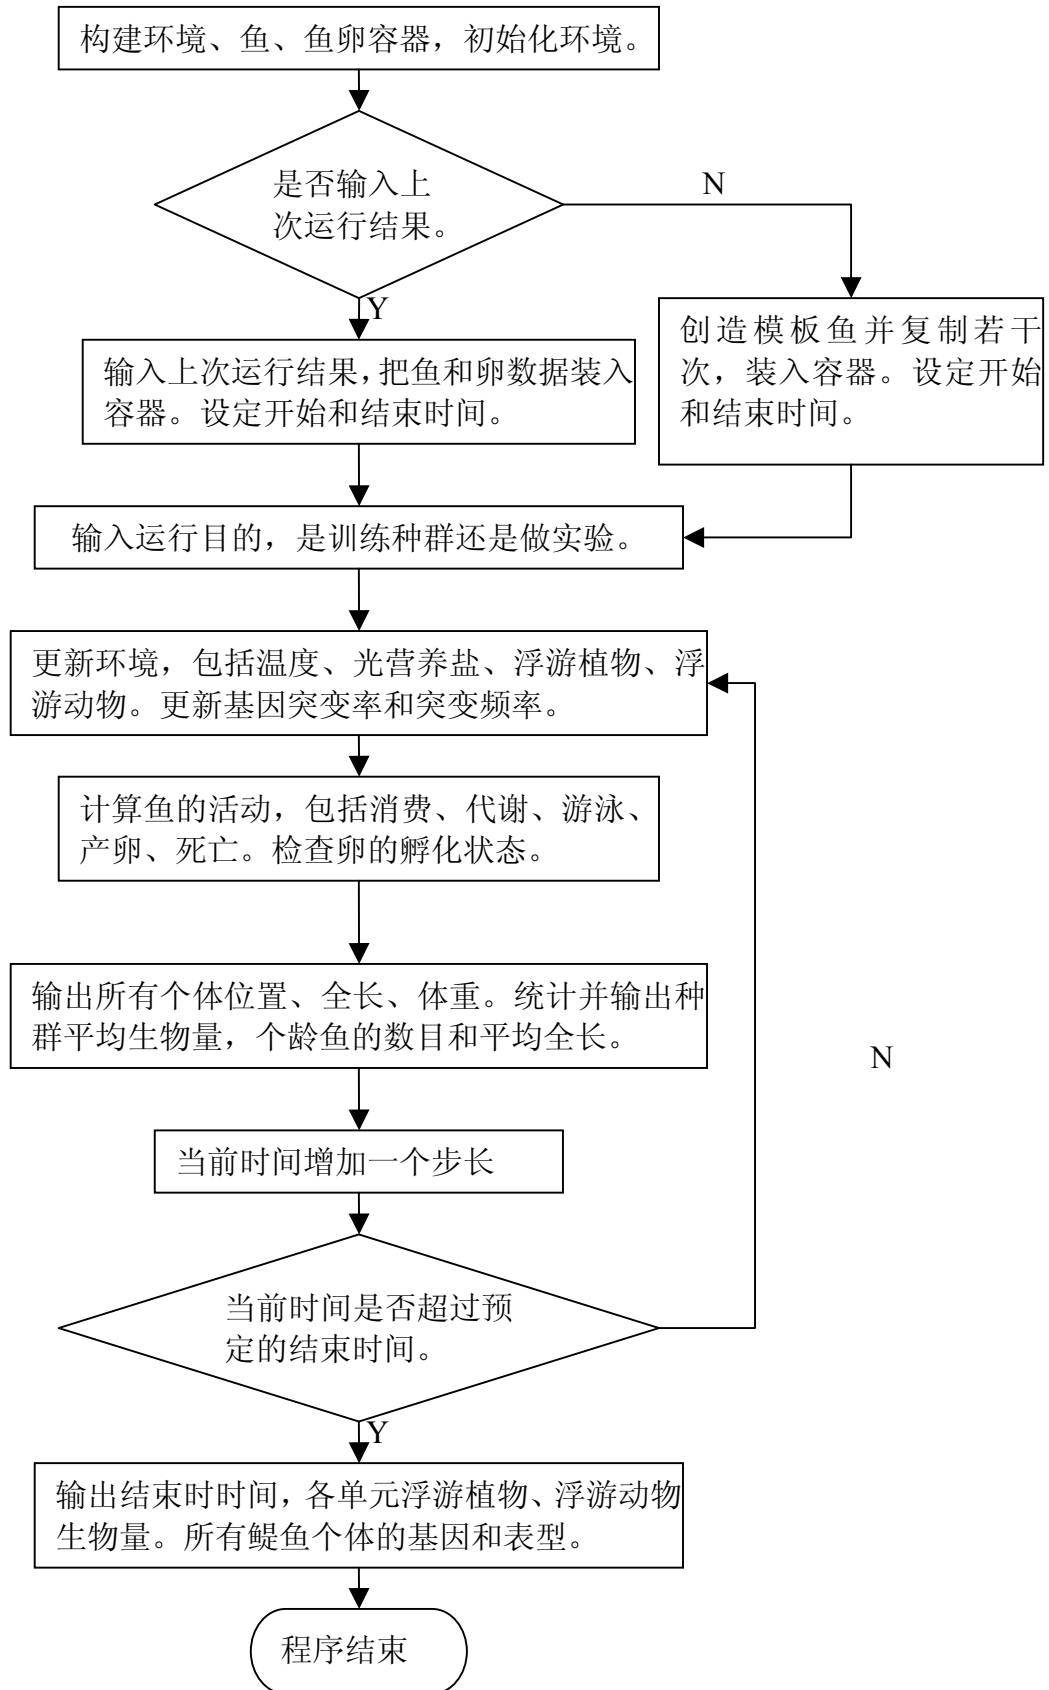 构建环境、鱼、鱼卵容器，初始化环境。
是否输入上
次运行结果。
N
Y
创造模板鱼并复制若干
次，装入容器。设定开始
和结束时间。
输入上次运行结果，把鱼和卵数据装入
容器。设定开始和结束时间。
输入运行目的，是训练种群还是做实验。
更新环境，包括温度、光营养盐、浮游植物、浮
游动物。更新基因突变率和突变频率。
计算鱼的活动，包括消费、代谢、游泳、
产卵、死亡。检查卵的孵化状态。
输出所有个体位置、全长、体重。统计并输出种
群平均生物量，个龄鱼的数目和平均全长。
N
当前时间增加一个步长
当前时间是否超过预
定的结束时间。
Y
输出结束时时间，各单元浮游植物、浮游动物
生物量。所有鳀鱼个体的基因和表型。
程序结束